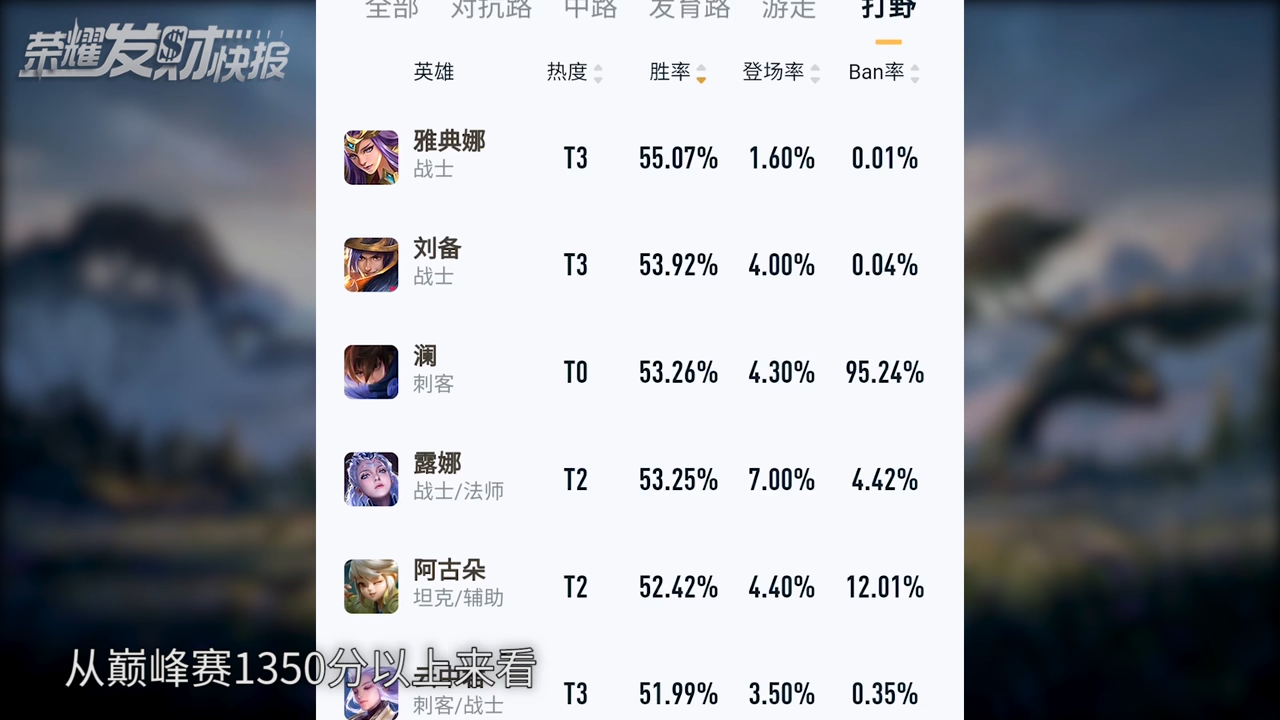 荣耀发财快报
全部 对抗路 中路 发育路 游走 打野
英雄 热度 胜率 登场率 Ban率
雅典娜
战士
T3 55.07% 1.60% 0.01%
刘备
战士
T3 53.92% 4.00% 0.04%
澜
刺客
T0 53.26% 4.30% 95.24%
露娜
战士/法师
T2 53.25% 7.00% 4.42%
阿古朵
坦克/辅助
T2 52.42% 4.40% 12.01%
从巅峰赛1350分以上来看
刺客/战士
T3 51.99% 3.50% 0.35%